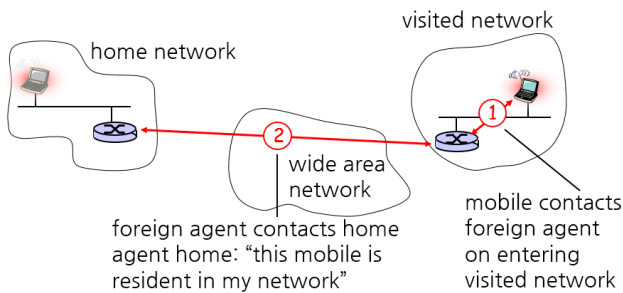 home network
visited network
1
2
wide area
network
foreign agent contacts home
agent home: “this mobile is
resident in my network”
mobile contacts
foreign agent
on entering
visited network